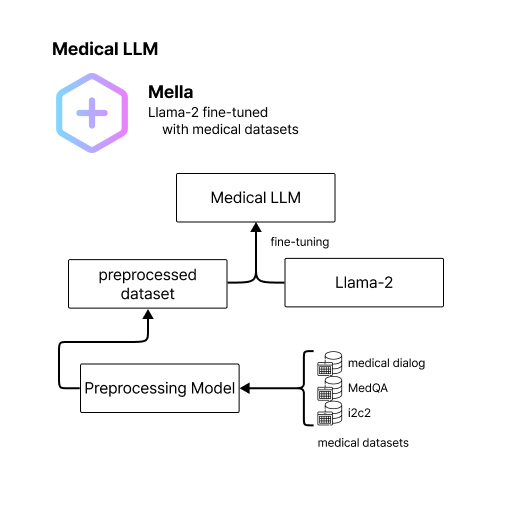 Medical LLM
Mella
Llama-2 fine-tuned
with medical datasets
Medical LLM
fine-tuning
preprocessed
dataset
Llama-2
Preprocessing Model
medical dialog
MedQA
i2c2
medical datasets